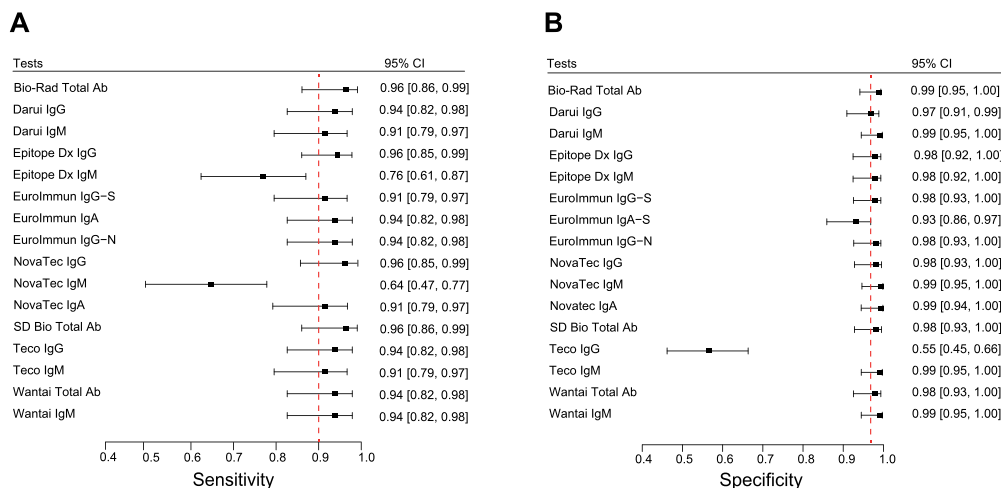 A
Tests 95% CI
Bio-Rad Total Ab 0.96 [0.86, 0.99]
Darui IgG 0.94 [0.82, 0.98]
Darui IgM 0.91 [0.79, 0.97]
Epitope Dx IgG 0.96 [0.85, 0.99]
Epitope Dx IgM 0.76 [0.61, 0.87]
EuroImmun IgG-S 0.91 [0.79, 0.97]
EuroImmun IgA 0.94 [0.82, 0.98]
EuroImmun IgG-N 0.94 [0.82, 0.98]
NovaTec IgG 0.96 [0.85, 0.99]
NovaTec IgM 0.64 [0.47, 0.77]
NovaTec IgA 0.91 [0.79, 0.97]
SD Bio Total Ab 0.96 [0.86, 0.99]
Teco IgG 0.94 [0.82, 0.98]
Teco IgM 0.91 [0.79, 0.97]
Wantai Total Ab 0.94 [0.82, 0.98]
Wantai IgM 0.94 [0.82, 0.98]
0.4 0.5 0.6 0.7 0.8 0.9 1.0
Sensitivity
B
Tests 95% CI
Bio-Rad Total Ab 0.99 [0.95, 1.00]
Darui IgG 0.97 [0.91, 0.99]
Darui IgM 0.99 [0.95, 1.00]
Epitope Dx IgG 0.98 [0.92, 1.00]
Epitope Dx IgM 0.98 [0.92, 1.00]
EuroImmun IgG-S 0.98 [0.93, 1.00]
EuroImmun IgA-S 0.93 [0.86, 0.97]
EuroImmun IgG-N 0.98 [0.93, 1.00]
NovaTec IgG 0.98 [0.93, 1.00]
NovaTec IgM 0.99 [0.95, 1.00]
Novatec IgA 0.99 [0.94, 1.00]
SD Bio Total Ab 0.98 [0.93, 1.00]
Teco IgG 0.55 [0.45, 0.66]
Teco IgM 0.99 [0.95, 1.00]
Wantai Total Ab 0.98 [0.93, 1.00]
Wantai IgM 0.99 [0.95, 1.00]
0.4 0.5 0.6 0.7 0.8 0.9 1.0
Specificity